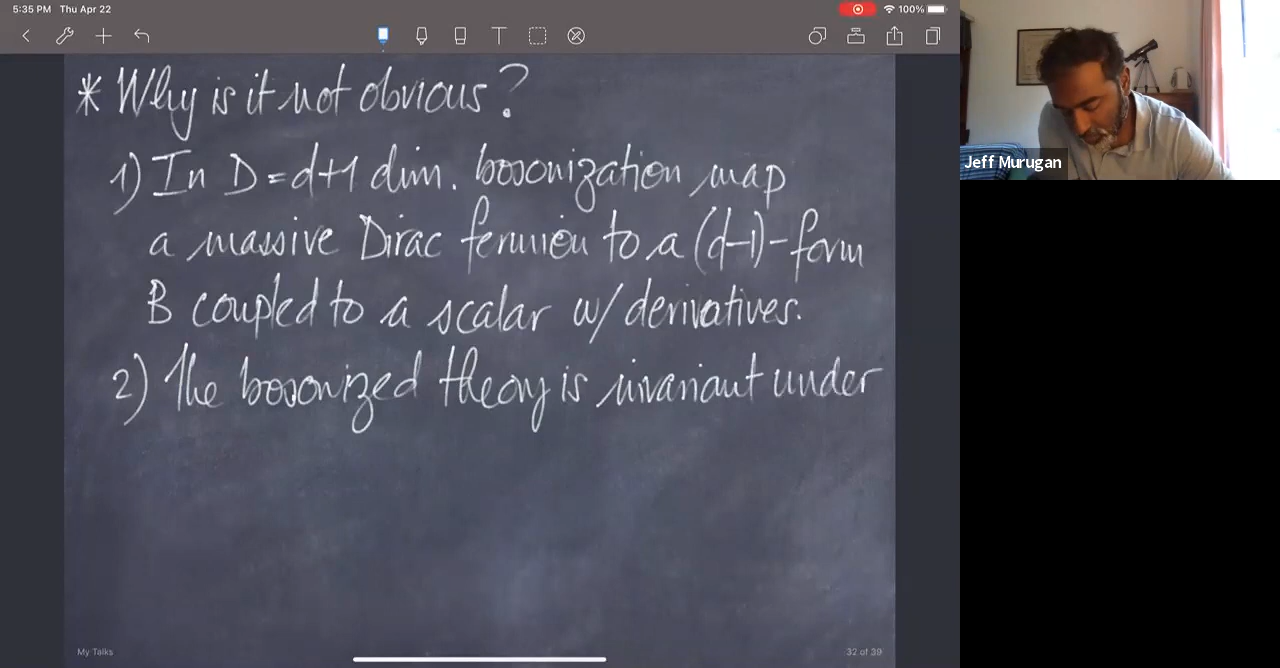 5:35 PM Thu Apr 22
100%
* Why is it not obvious?
1) In D = d+1 dim. bosonization map
a massive Dirac fermion to a (d-1)-form
B coupled to a scalar w/ derivatives.
2) The bosonized theory is invariant under
Jeff Murugan
My Talks
32 of 39